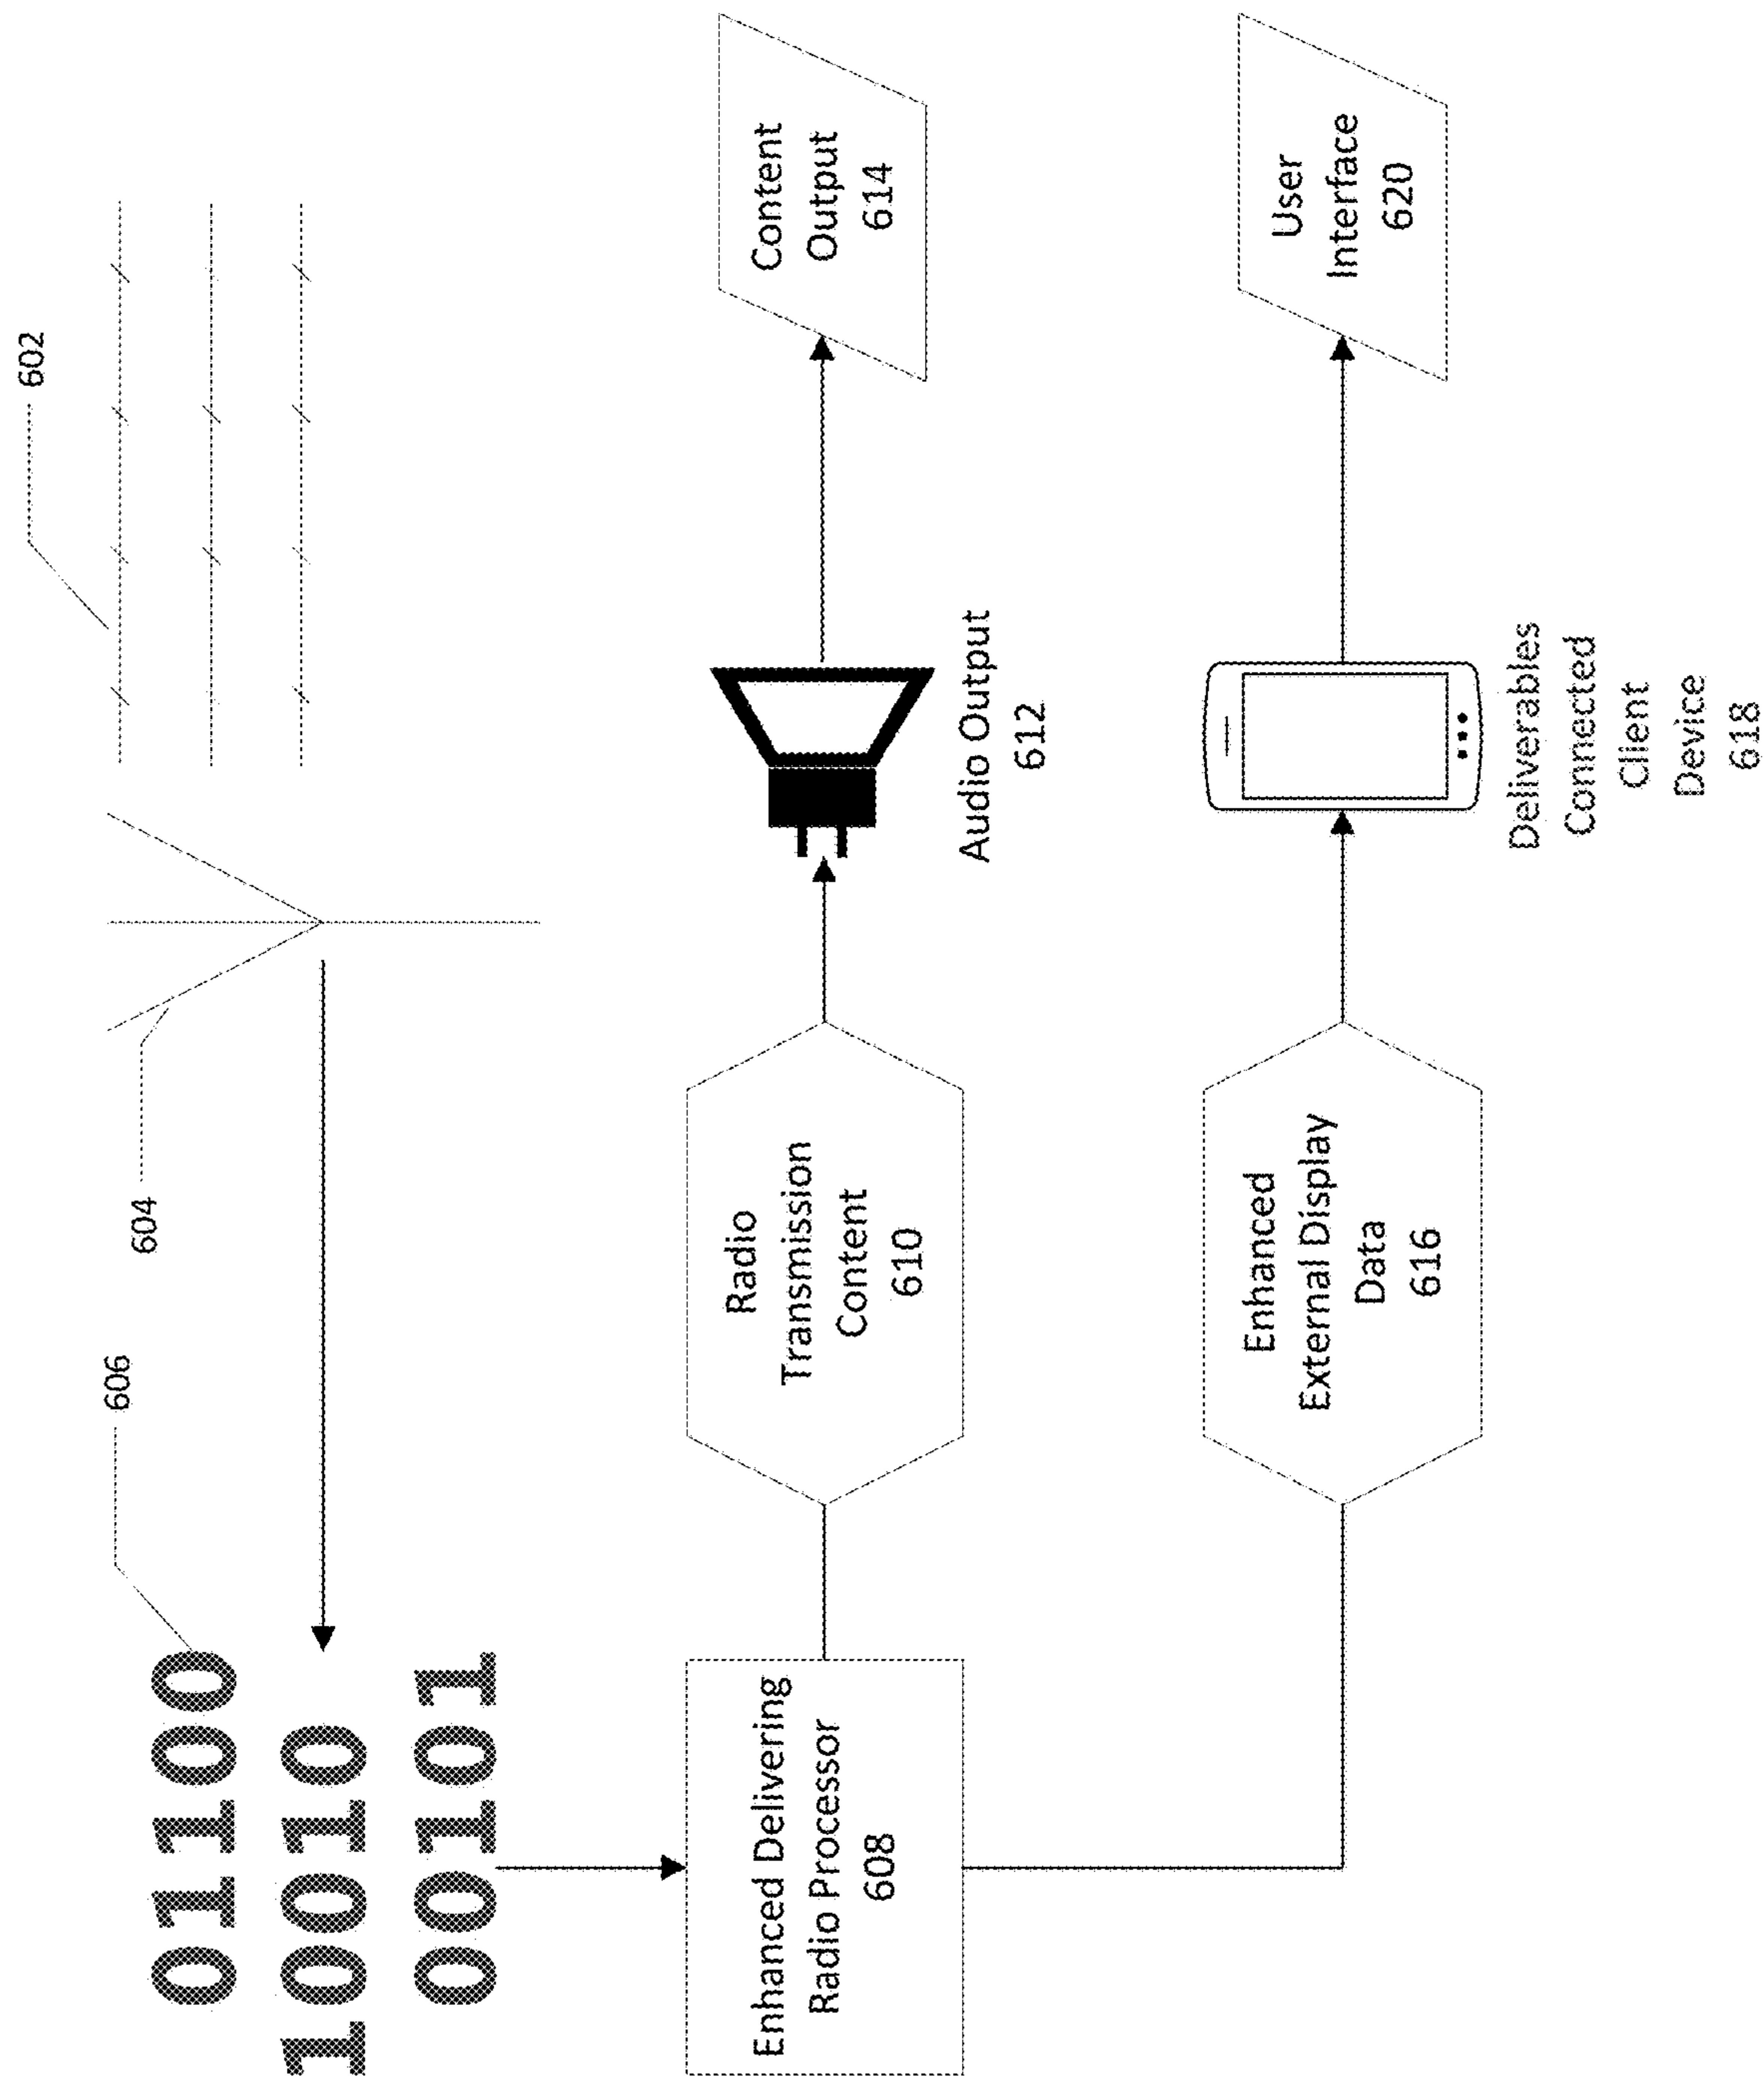 602
604
606
011100
10010
00101
Enhanced Delivering
Radio Processor
608
Radio
Transmission
Content
610
Audio Output
612
Content
Output
614
Enhanced
External Display
Data
616
Deliverables
Connected
Client
Device
618
User
Interface
620